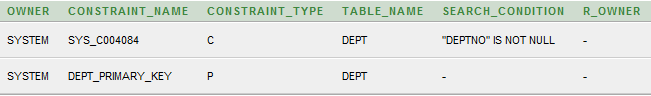 OWNER CONSTRAINT_NAME CONSTRAINT_TYPE TABLE_NAME SEARCH_CONDITION R_OWNER
SYSTEM SYS_C004084 C DEPT "DEPTNO" IS NOT NULL -
SYSTEM DEPT_PRIMARY_KEY P DEPT - -